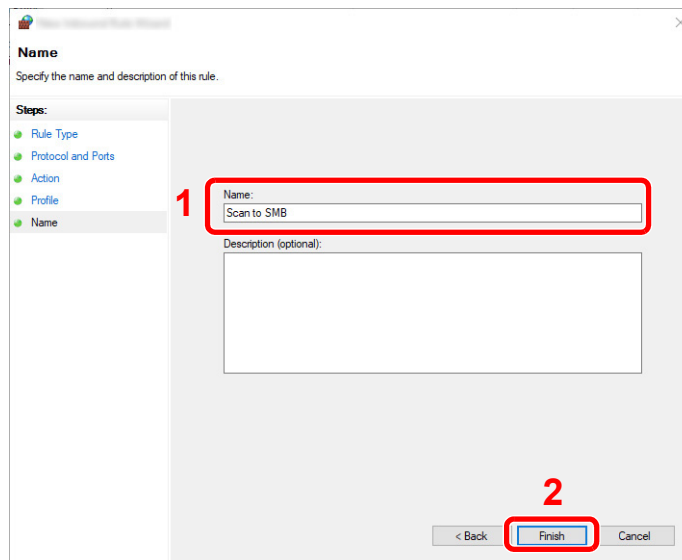 Name
Specify the name and description of this rule.
Steps:
Rule Type
Protocol and Ports
Action
Profile
Name
1
Name:
Scan to SMB
Description (optional):
2
< Back
Finish
Cancel